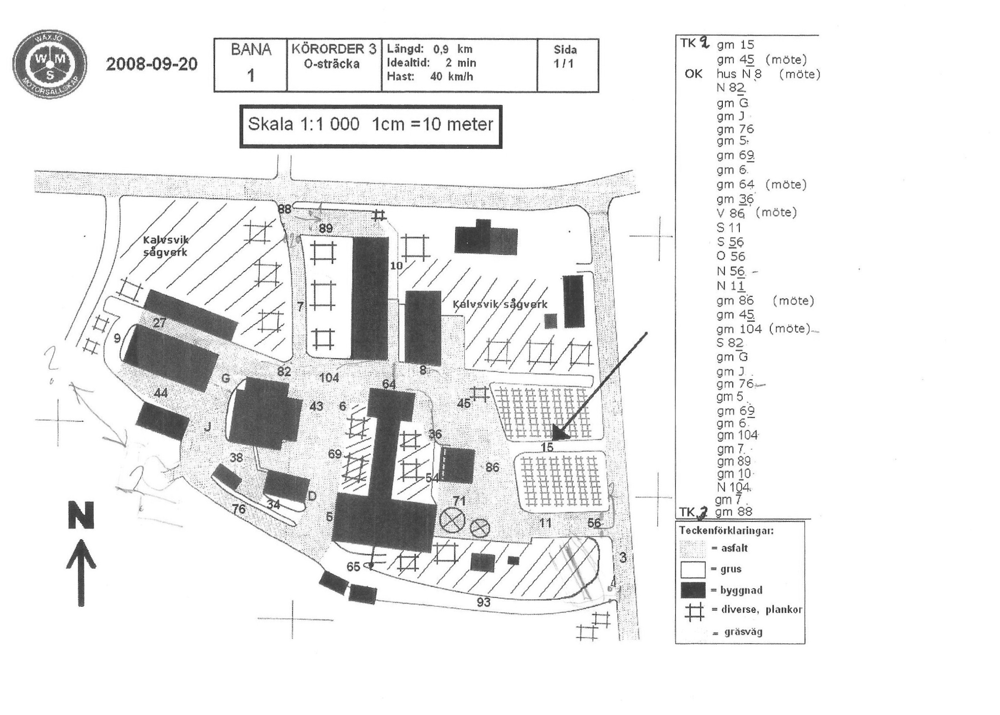 WÄXJÖ
W M
S
MOTORSÄLLSKAP
2008-09-20
BANA
1
KÖRORDER 3
O-sträcka
Längd: 0,9 km
Idealtid: 2 min
Hast: 40 km/h
Sida
1/1
Skala 1:1 000 1cm =10 meter
TK 2 gm 15
gm 45 (möte)
OK hus N 8 (möte)
N 82
gm G
gm J
gm 76
gm 5
gm 69
gm 6
gm 64 (möte)
gm 36
V 86 (möte)
S 11
S 56
O 56
N 56
N 11
gm 86 (möte)
gm 45
gm 104 (möte)
S 82
gm G
gm J
gm 76
gm 5
gm 69
gm 6
gm 104
gm 7
gm 89
gm 10
N 104
gm 7
TK 3 gm 88
Teckenförklaringar:
= asfalt
= grus
= byggnad
= diverse, plankor
= gräsväg
88
89
Kalvsvik
sågverk
10
7
Kalvsvik sågverk
27
9
82
104
8
G
64
44
43
6
45
J
36
15
69
38
86
54
D
71
34
76
5
11
56
3
65
4
93
N